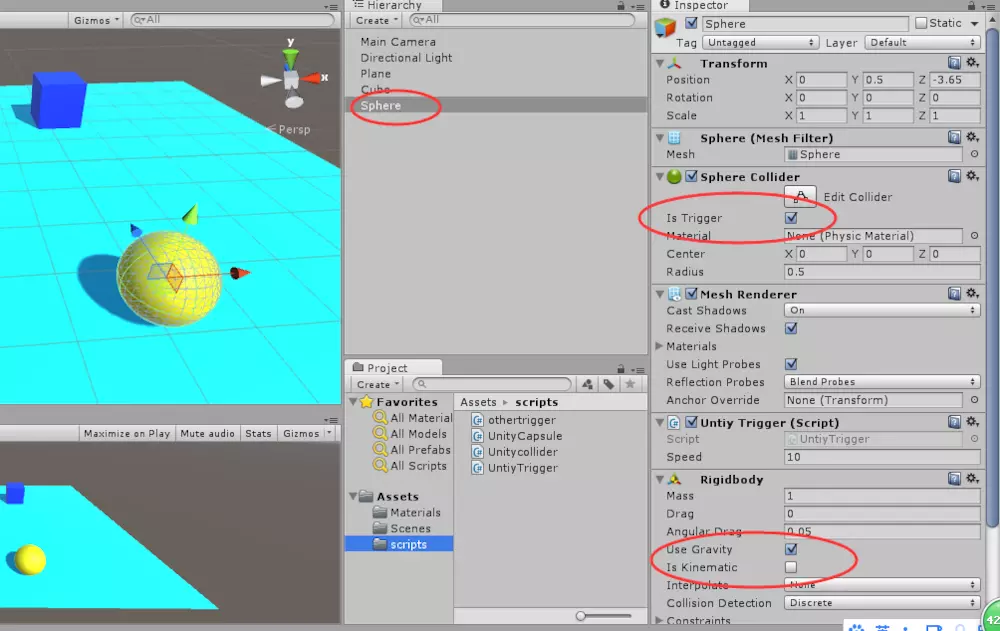 Gizmos All
y
x
Persp
Maximize on Play Mute audio Stats Gizmos
Hierarchy
Create All
Main Camera
Directional Light
Plane
Cube
Sphere
Project
Create
Favorites
All Material
All Models
All Prefabs
All Scripts
Assets
Materials
Scenes
scripts
Assets scripts
othertrigger
UnityCapsule
Unitycollider
UntiyTrigger
Inspector
Sphere Static
Tag Untagged Layer Default
Transform
Position X 0 Y 0.5 Z -3.65
Rotation X 0 Y 0 Z 0
Scale X 1 Y 1 Z 1
Sphere (Mesh Filter)
Mesh Sphere
Sphere Collider
Edit Collider
Is Trigger
Material None (Physic Material)
Center X 0 Y 0 Z 0
Radius 0.5
Mesh Renderer
Cast Shadows On
Receive Shadows
Materials
Use Light Probes
Reflection Probes Blend Probes
Anchor Override None (Transform)
Untiy Trigger (Script)
Script UntiyTrigger
Speed 10
Rigidbody
Mass 1
Drag 0
Angular Drag 0.05
Use Gravity
Is Kinematic
Interpolate None
Collision Detection Discrete
Constraints
42
英